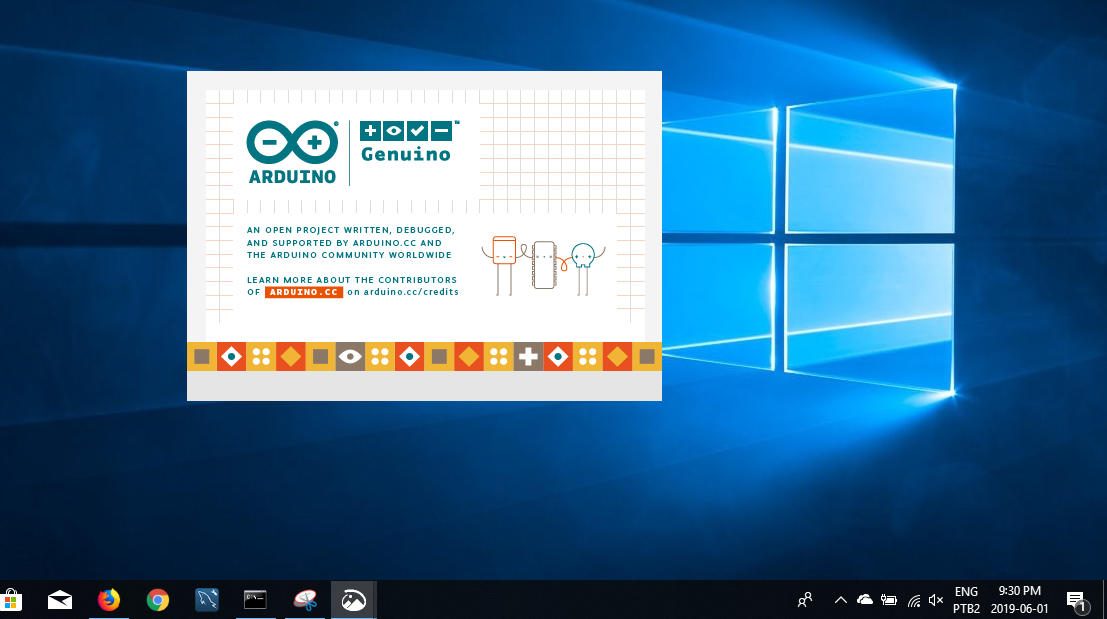 ARDUINO
Genuino
AN OPEN PROJECT WRITTEN, DEBUGGED,
AND SUPPORTED BY ARDUINO.CC AND
THE ARDUINO COMMUNITY WORLDWIDE
LEARN MORE ABOUT THE CONTRIBUTORS
OF ARDUINO.CC on arduino.cc/credits
ENG
PTB2
9:30 PM
2019-06-01
1